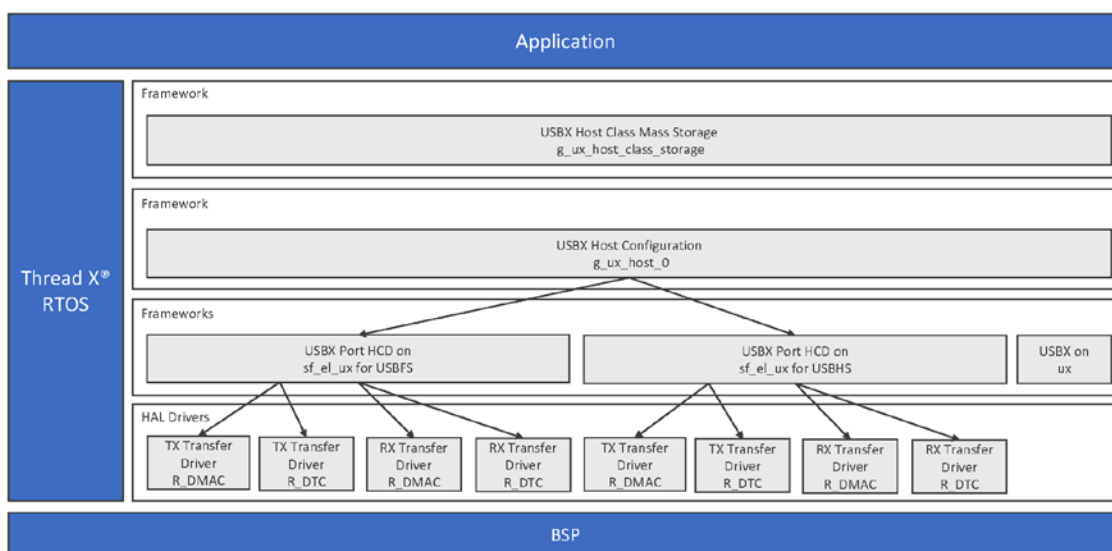 Application
Thread X®
RTOS
Framework
USBX Host Class Mass Storage
g_ux_host_class_storage
Framework
USBX Host Configuration
g_ux_host_0
Frameworks
USBX Port HCD on
sf_el_ux for USBFS
USBX Port HCD on
sf_el_ux for USBHS
USBX on
ux
HAL Drivers
TX Transfer
Driver
R_DMAC
TX Transfer
Driver
R_DTC
RX Transfer
Driver
R_DMAC
RX Transfer
Driver
R_DTC
TX Transfer
Driver
R_DMAC
TX Transfer
Driver
R_DTC
RX Transfer
Driver
R_DMAC
RX Transfer
Driver
R_DTC
BSP